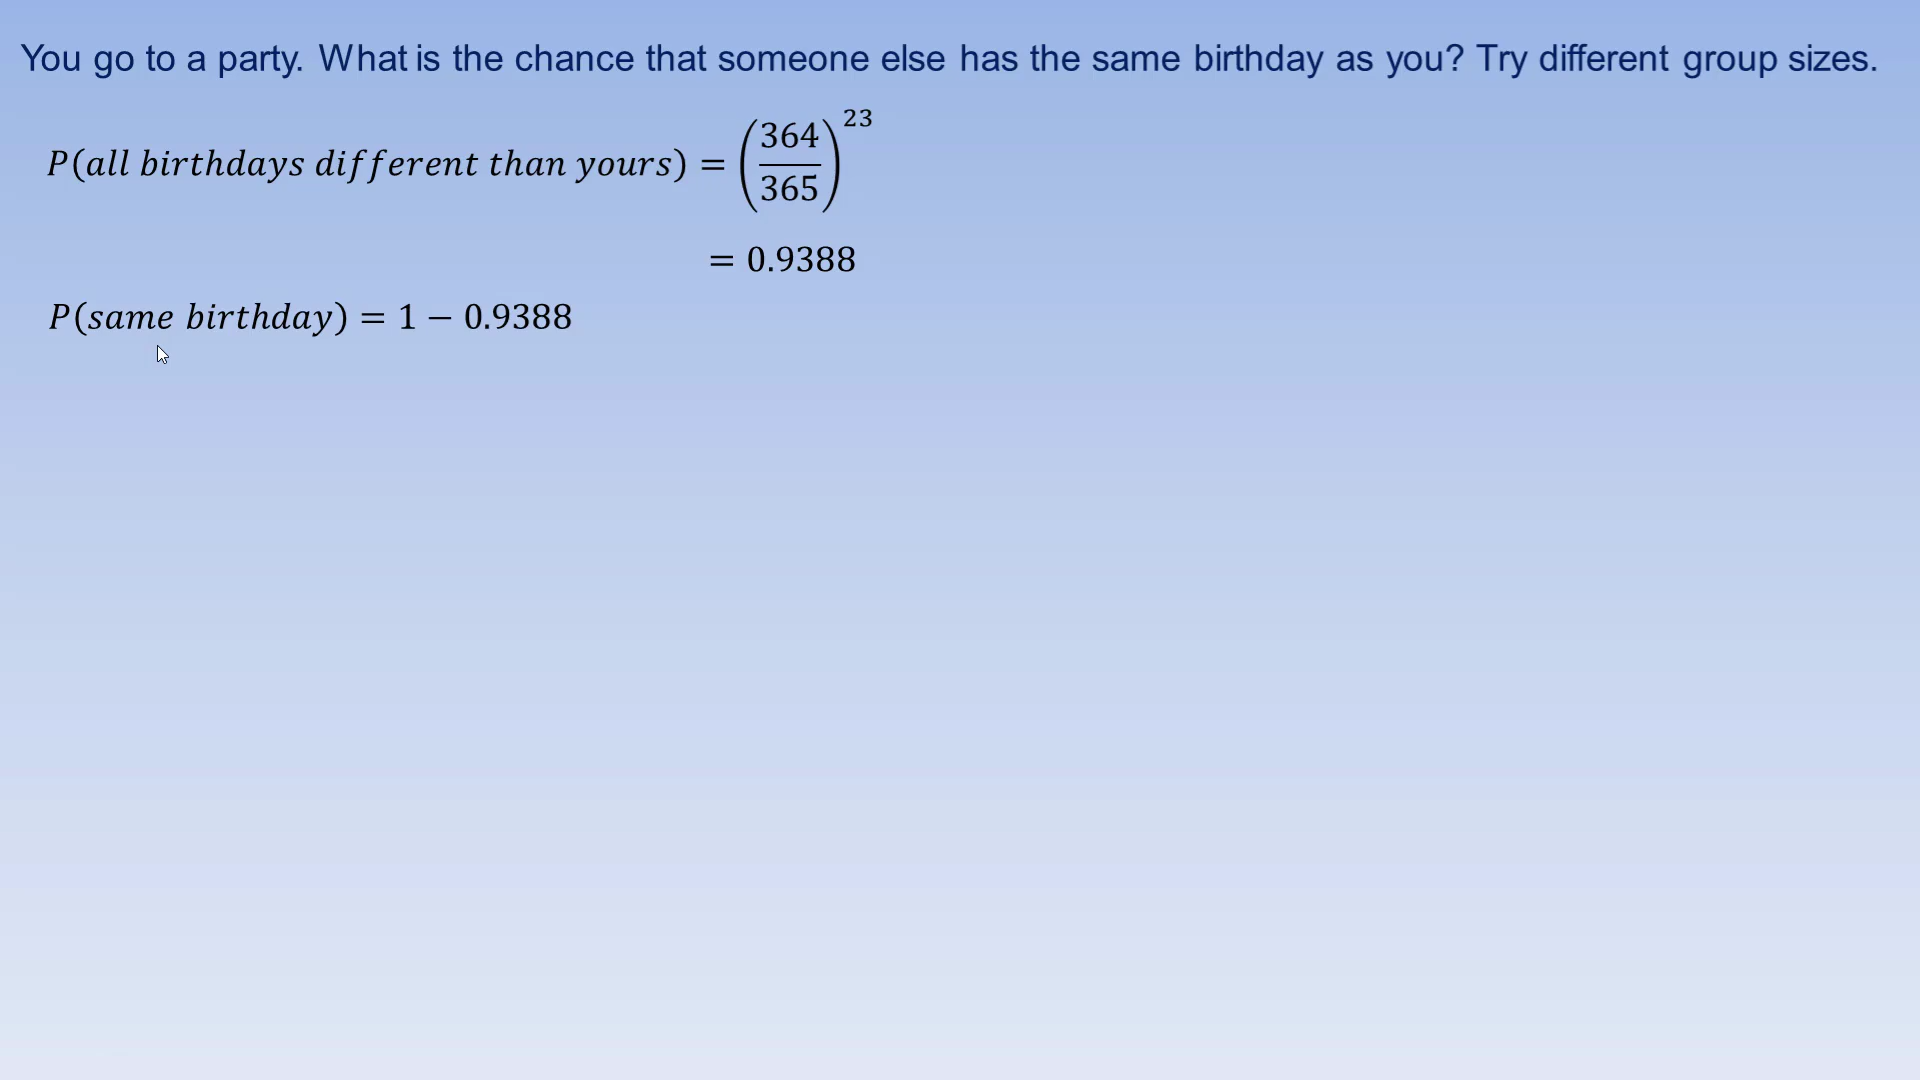 You go to a party. What is the chance that someone else has the same birthday as you? Try different group sizes.
P(all birthdays different than yours) = (364/365)^23
= 0.9388
P(same birthday) = 1 − 0.9388